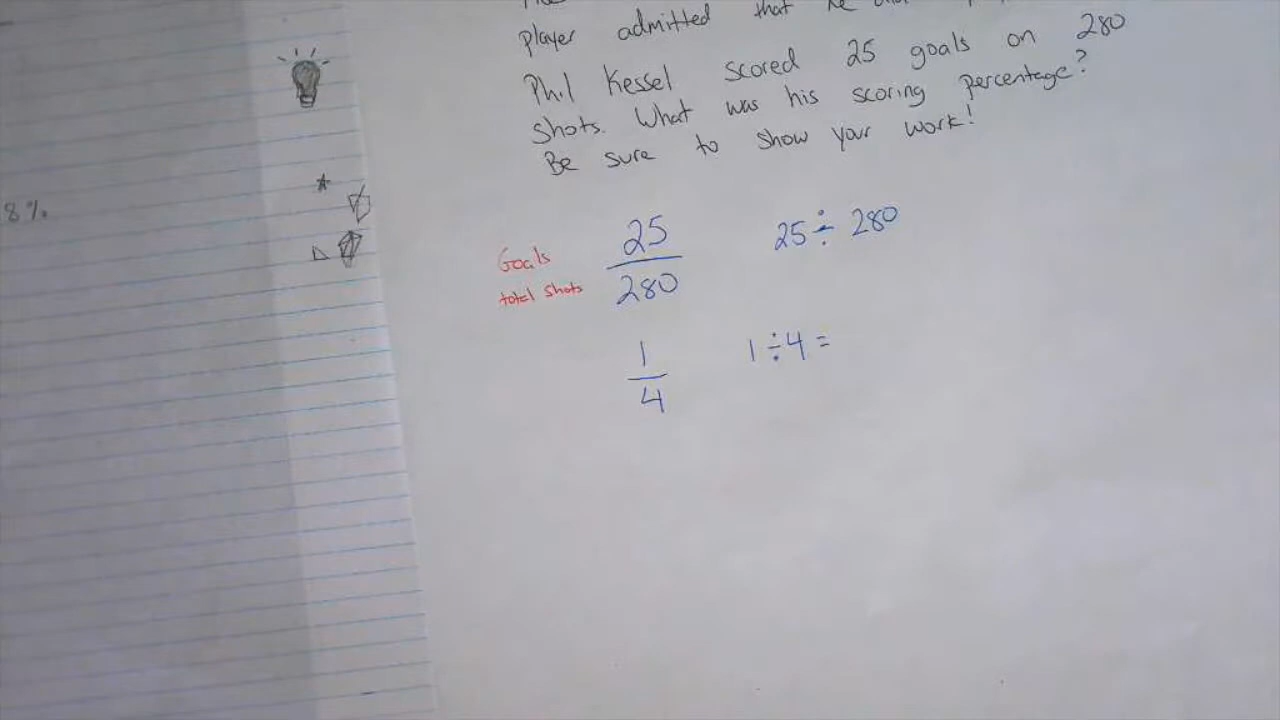 player admitted that he
Phil Kessel scored 25 goals on 280
shots. What was his scoring percentage?
Be sure to show your work!
8%
Goals 25 25 ÷ 280
total shots 280
1 1 ÷ 4 =
4